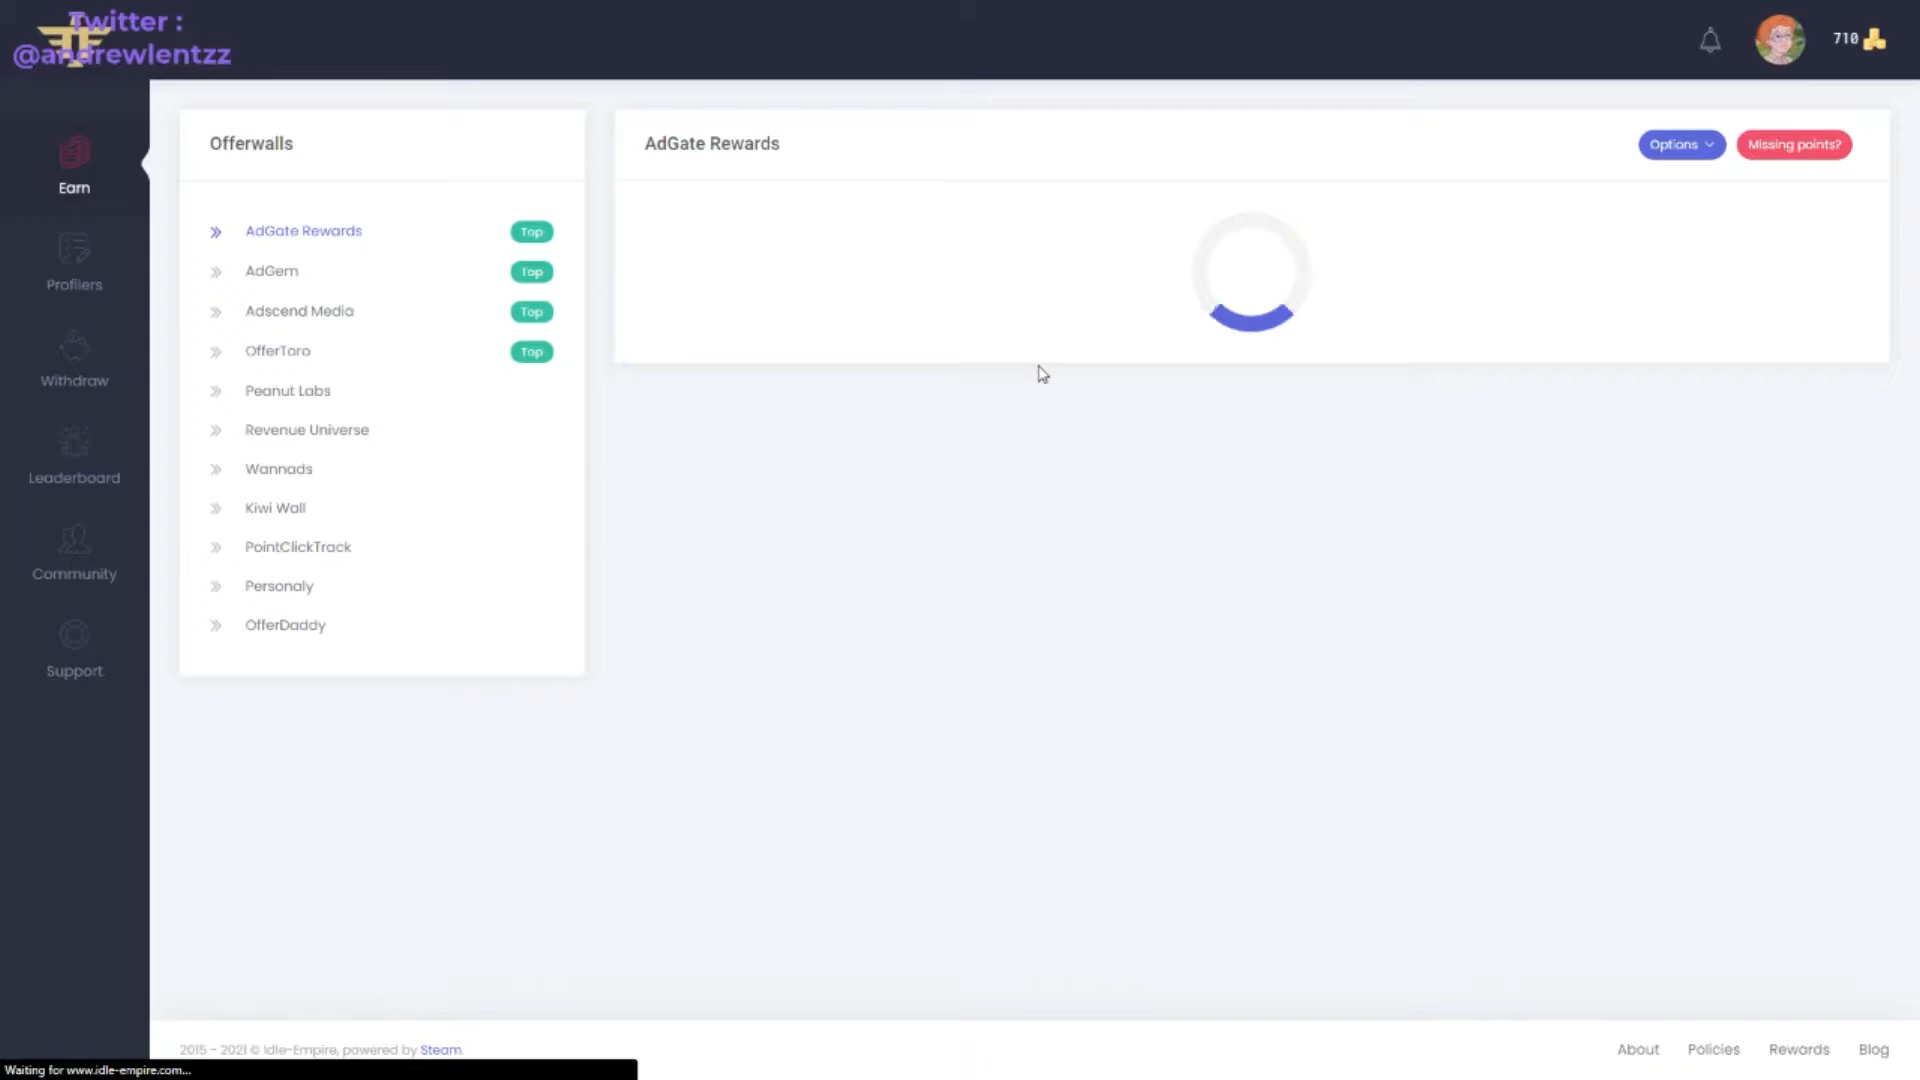 Twitter :
@andrewlentzz
710
Earn
Profilers
Withdraw
Leaderboard
Community
Support
Offerwalls
AdGate Rewards Top
AdGem Top
Adscend Media Top
OfferToro Top
Peanut Labs
Revenue Universe
Wannads
Kiwi Wall
PointClickTrack
Personaly
OfferDaddy
AdGate Rewards
Options
Missing points?
2015 - 2021 © Idle-Empire, powered by Steam.
About Policies Rewards Blog
Waiting for www.idle-empire.com...